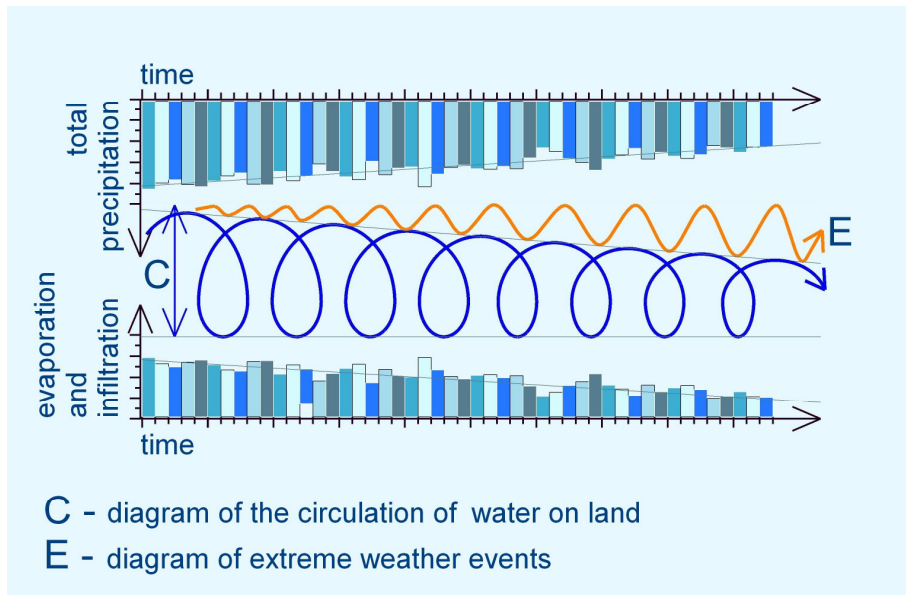 time
total
precipitation
E
C
evaporation
and
infiltration
time
C - diagram of the circulation of water on land
E - diagram of extreme weather events